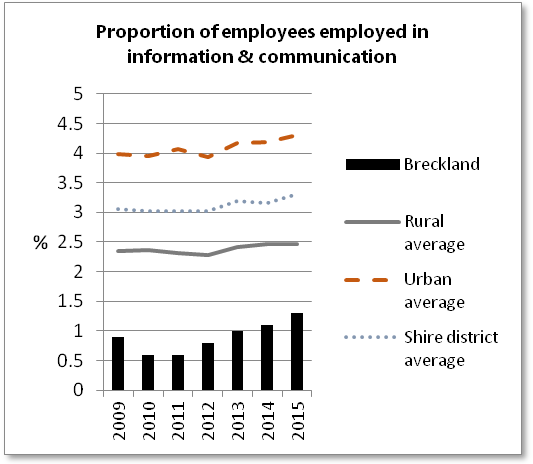 Proportion of employees employed in
information & communication
5
4.5
4
3.5
3
2.5
2
1.5
1
0.5
0
%
2009
2010
2011
2012
2013
2014
2015
Breckland
Rural
average
Urban
average
Shire district
average